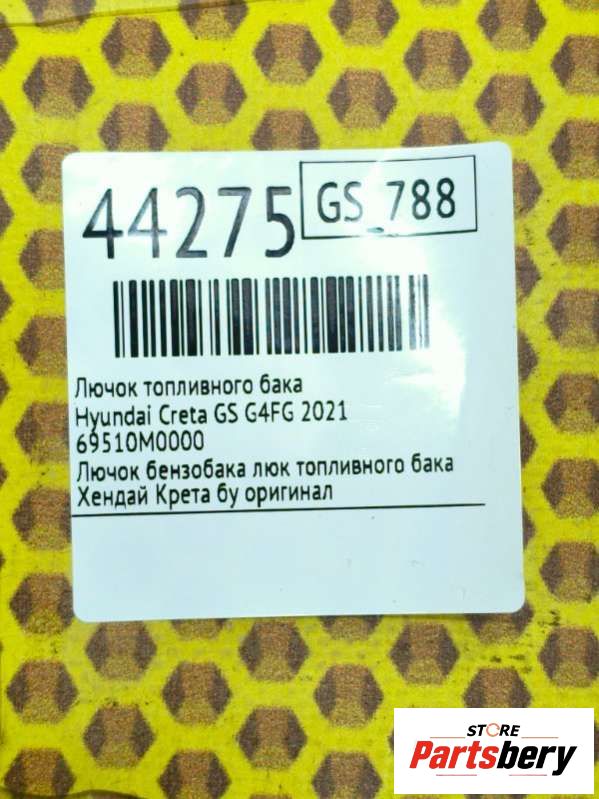 44275
GS_788
Лючок топливного бака
Hyundai Creta GS G4FG 2021
69510M0000
Лючок бензобака люк топливного бака
Хендай Крета бу оригинал
STORE
Partsbery